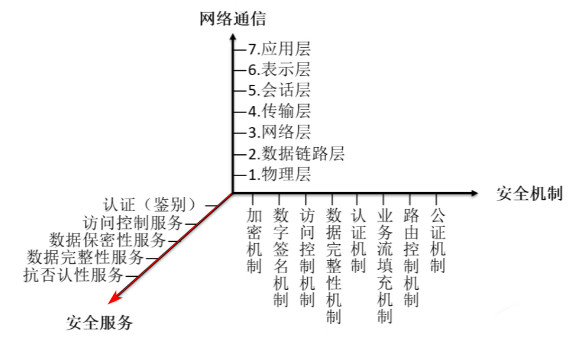 网络通信
7.应用层
6.表示层
5.会话层
4.传输层
3.网络层
2.数据链路层
1.物理层
安全机制
加密机制
数字签名机制
访问控制机制
数据完整性机制
认证机制
业务流填充机制
路由控制机制
公证机制
认证（鉴别）
访问控制服务
数据保密性服务
数据完整性服务
抗否认性服务
安全服务